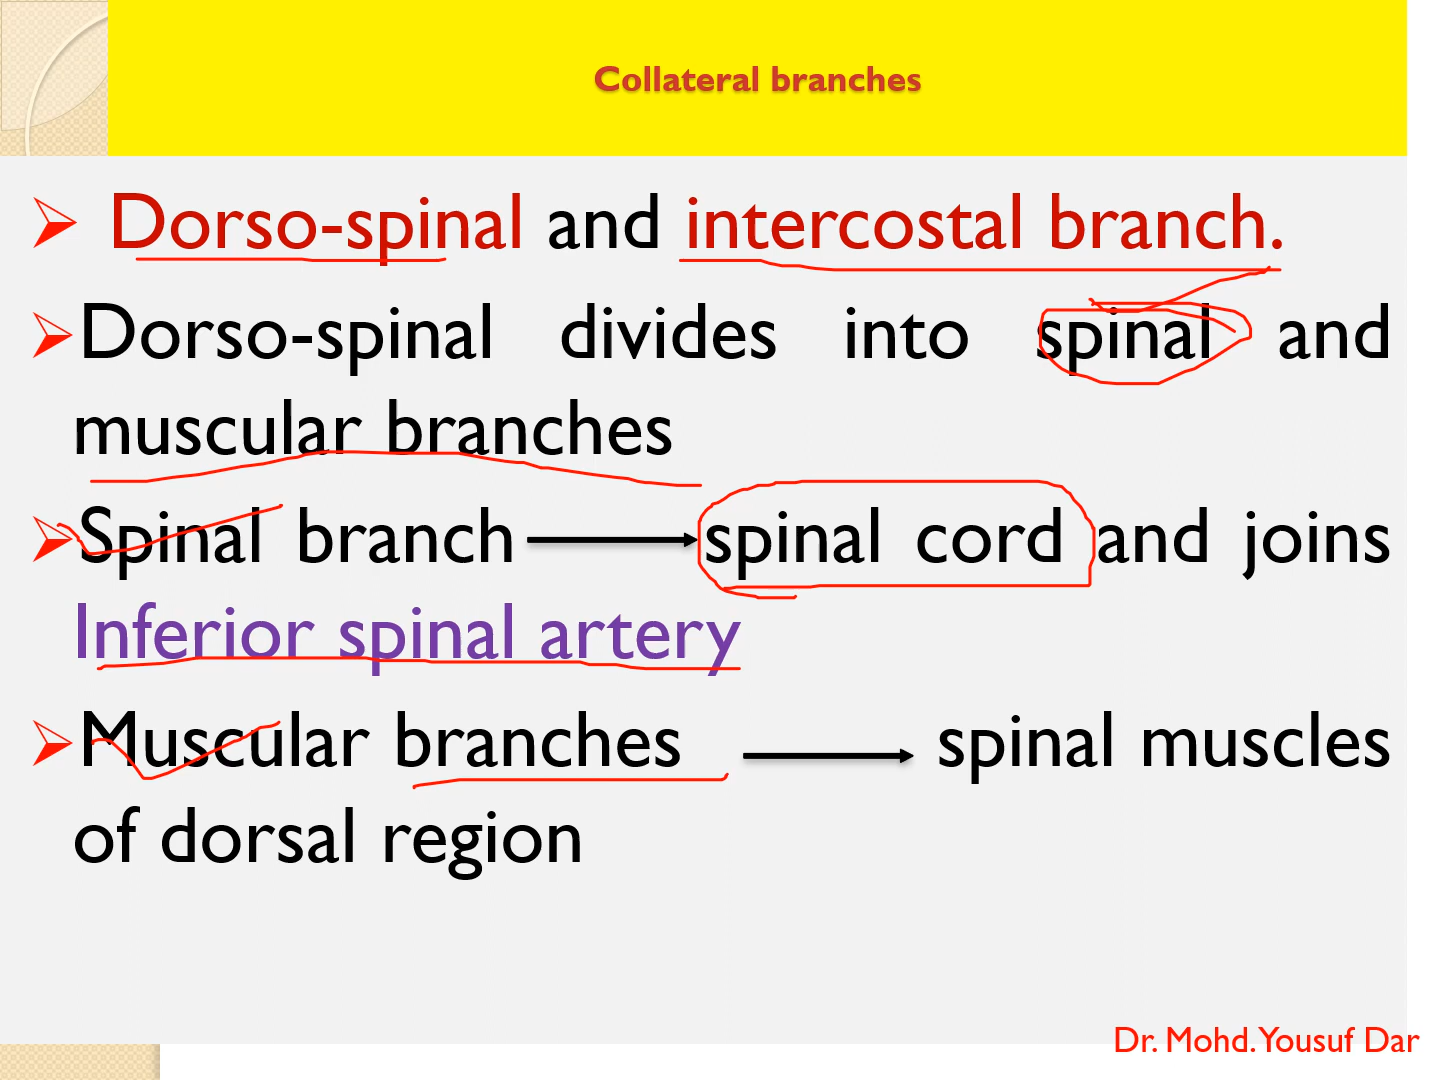 Collateral branches
Dorso-spinal and intercostal branch.
Dorso-spinal divides into spinal and
muscular branches
Spinal branch spinal cord and joins
Inferior spinal artery
Muscular branches spinal muscles
of dorsal region
Dr. Mohd. Yousuf Dar